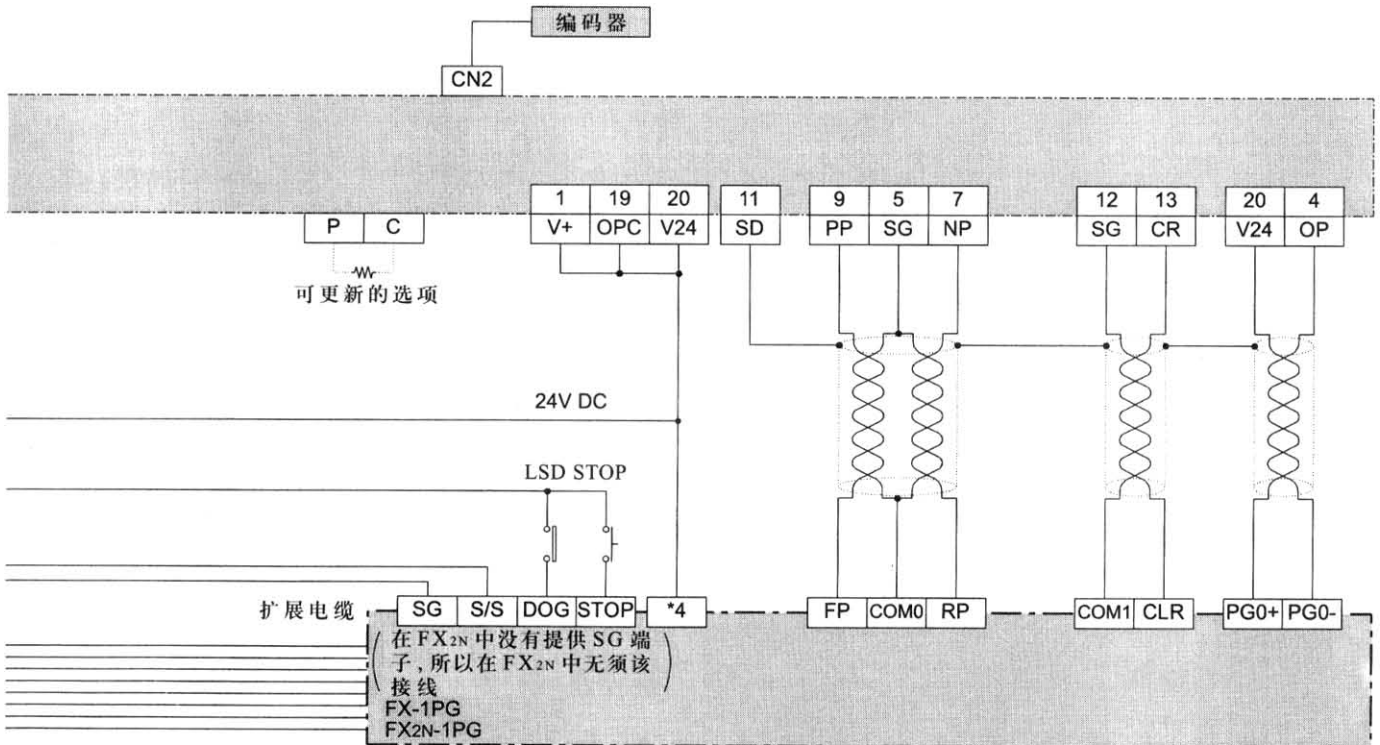 编码器
CN2
1 19 20 11 9 5 7 12 13 20 4
P C V+ OPC V24 SD PP SG NP SG CR V24 OP
可更新的选项
24V DC
LSD STOP
扩展电缆 SG S/S DOG STOP *4 FP COM0 RP COM1 CLR PG0+ PG0-
(在FX2N中没有提供SG端
子,所以在FX2N中无须该
接线)
FX-1PG
FX2N-1PG